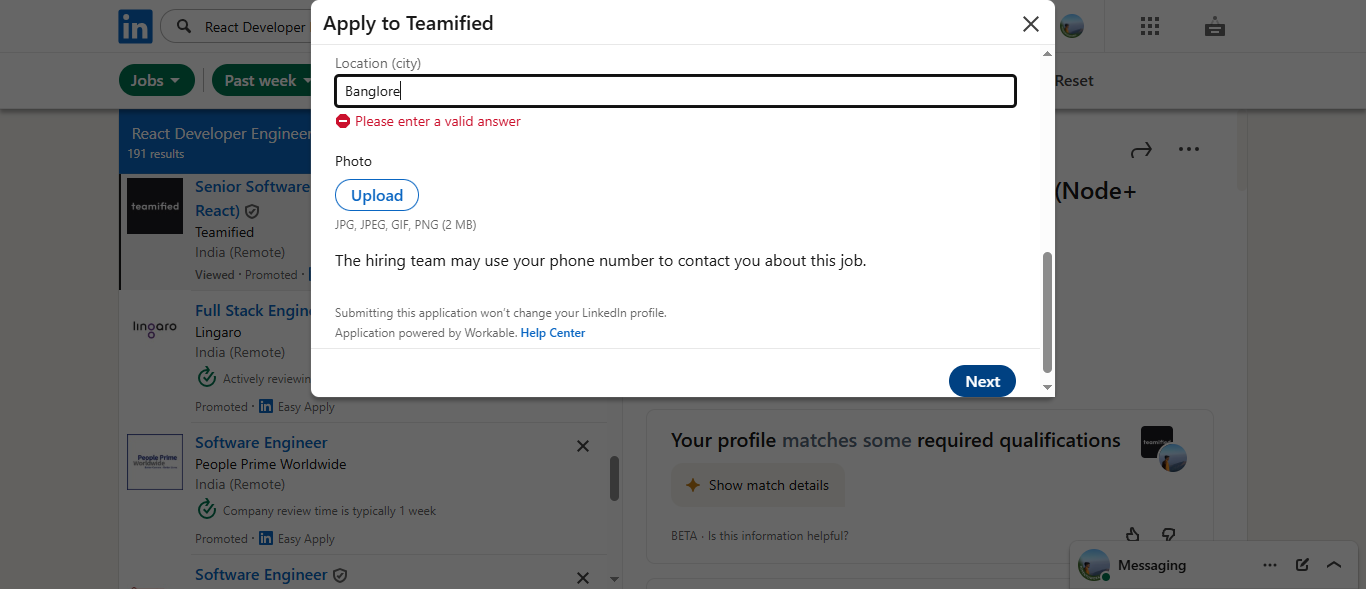 in
React Developer
Apply to Teamified
Jobs
Past week
Reset
Location (city)
Banglore
Please enter a valid answer
Photo
Upload
JPG, JPEG, GIF, PNG (2 MB)
The hiring team may use your phone number to contact you about this job.
Submitting this application won't change your LinkedIn profile.
Application powered by Workable. Help Center
Next
React Developer Engineer
191 results
teamified
Senior Software
React)
Teamified
India (Remote)
Viewed · Promoted ·
lingaro
Full Stack Engin
Lingaro
India (Remote)
Actively reviewin
Promoted · in Easy Apply
People Prime
Worldwide
Software Engineer
People Prime Worldwide
India (Remote)
Company review time is typically 1 week
Promoted · in Easy Apply
Software Engineer
(Node+
Your profile matches some required qualifications
teamified
Show match details
BETA · Is this information helpful?
Messaging